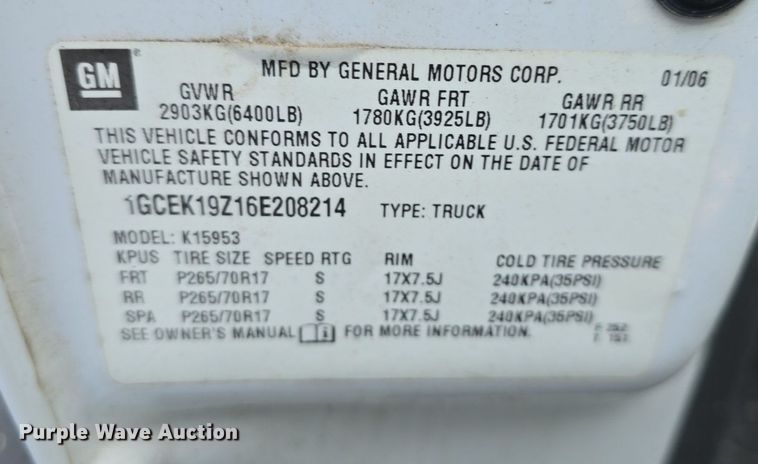 GM
MFD BY GENERAL MOTORS CORP. 01/06
GVWR GAWR FRT GAWR RR
2903KG(6400LB) 1780KG(3925LB) 1701KG(3750LB)
THIS VEHICLE CONFORMS TO ALL APPLICABLE U.S. FEDERAL MOTOR
VEHICLE SAFETY STANDARDS IN EFFECT ON THE DATE OF
MANUFACTURE SHOWN ABOVE.
1GCEK19Z16E208214 TYPE: TRUCK
MODEL: K15953
KPUS TIRE SIZE SPEED RTG RIM COLD TIRE PRESSURE
FRT P265/70R17 S 17X7.5J 240KPA(35PSI)
RR P265/70R17 S 17X7.5J 240KPA(35PSI)
SPA P265/70R17 S 17X7.5J 240KPA(35PSI)
SEE OWNER'S MANUAL FOR MORE INFORMATION.
Purple Wave Auction